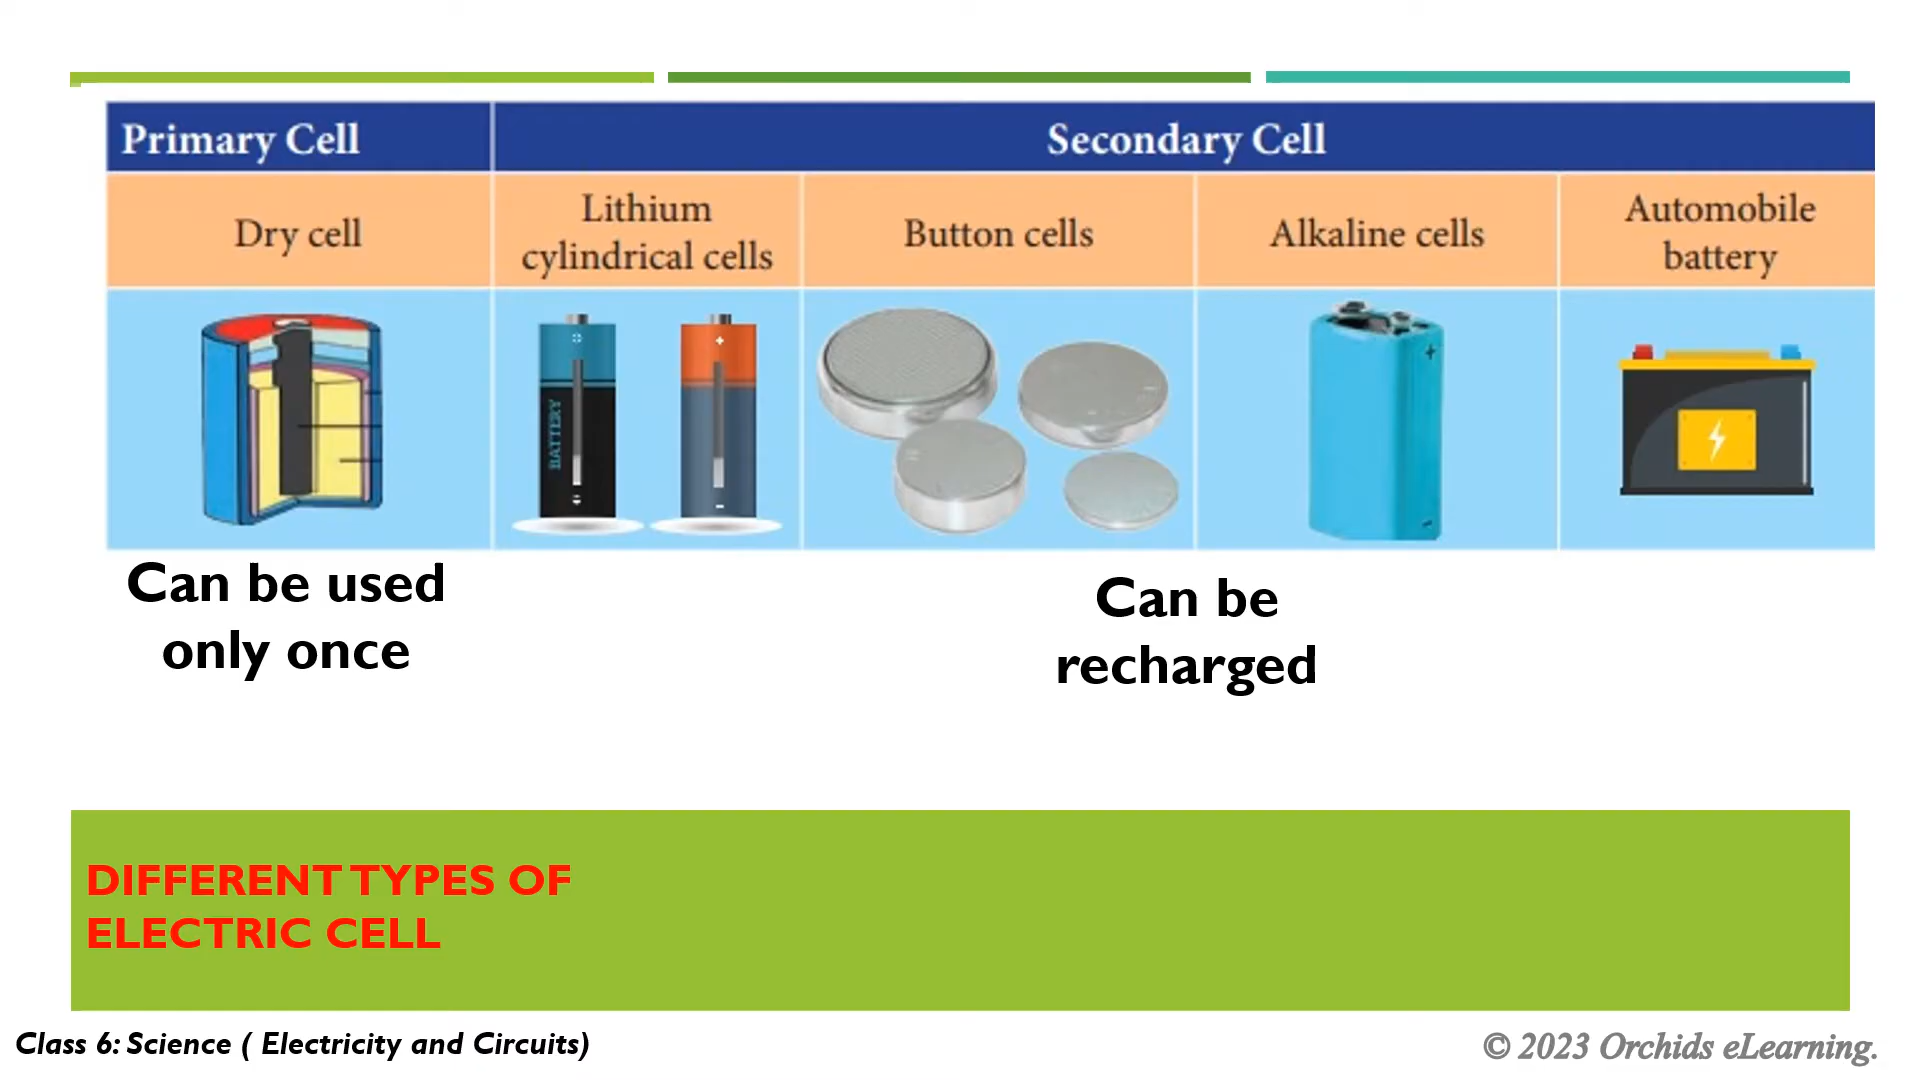 Primary Cell
Secondary Cell
Dry cell
Lithium
cylindrical cells
Button cells
Alkaline cells
Automobile
battery
BATTERY
Can be used
only once
Can be
recharged
DIFFERENT TYPES OF
ELECTRIC CELL
Class 6: Science ( Electricity and Circuits)
© 2023 Orchids eLearning.